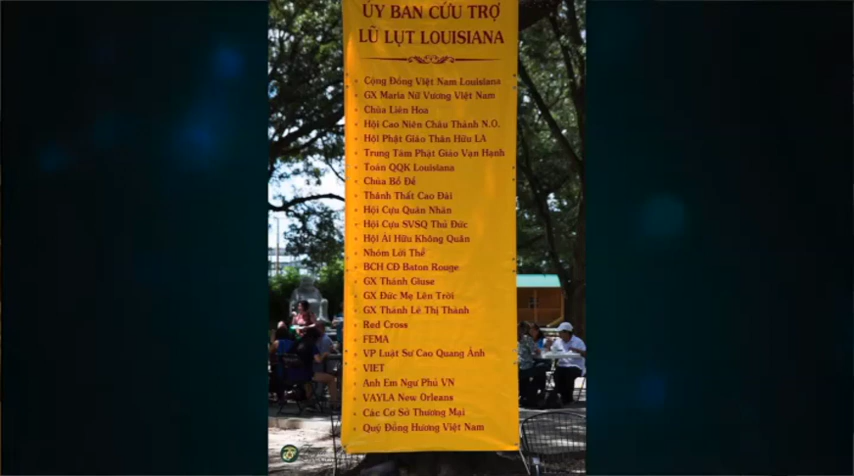 ỦY BAN CỨU TRỢ
LŨ LỤT LOUISIANA
Cộng Đồng Việt Nam Louisiana
GX Maria Nữ Vương Việt Nam
Chùa Liên Hoa
Hội Cao Niên Châu Thành N.O.
Hội Phật Giáo Thân Hữu LA
Trung Tâm Phật Giáo Vạn Hạnh
Toán QQK Louisiana
Chùa Bồ Đề
Thánh Thất Cao Đài
Hội Cựu Quân Nhân
Hội Cựu SVSQ Thủ Đức
Hội Ái Hữu Không Quân
Nhóm Lời Thề
BCH CĐ Baton Rouge
GX Thánh Giuse
GX Đức Mẹ Lên Trời
GX Thánh Lê Thị Thành
Red Cross
FEMA
VP Luật Sư Cao Quang Ánh
VIET
Anh Em Ngư Phủ VN
VAYLA New Orleans
Các Cơ Sở Thương Mại
Quỹ Đồng Hương Việt Nam